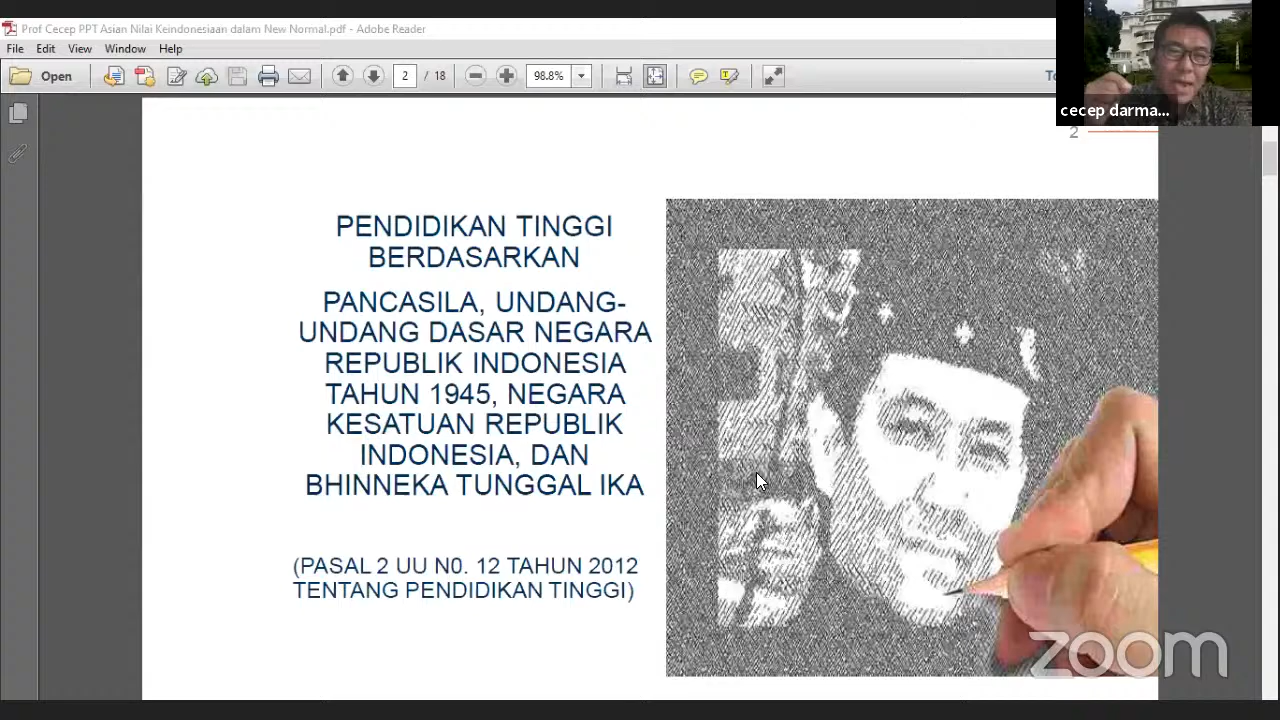 Prof Cecep PPT Asian Nilai Keindonesiaan dalam New Normal.pdf - Adobe Reader
File Edit View Window Help
Open 2 / 18 98.8%
cecep darma...
2
PENDIDIKAN TINGGI
BERDASARKAN
PANCASILA, UNDANG-
UNDANG DASAR NEGARA
REPUBLIK INDONESIA
TAHUN 1945, NEGARA
KESATUAN REPUBLIK
INDONESIA, DAN
BHINNEKA TUNGGAL IKA
(PASAL 2 UU N0. 12 TAHUN 2012
TENTANG PENDIDIKAN TINGGI)
zoom